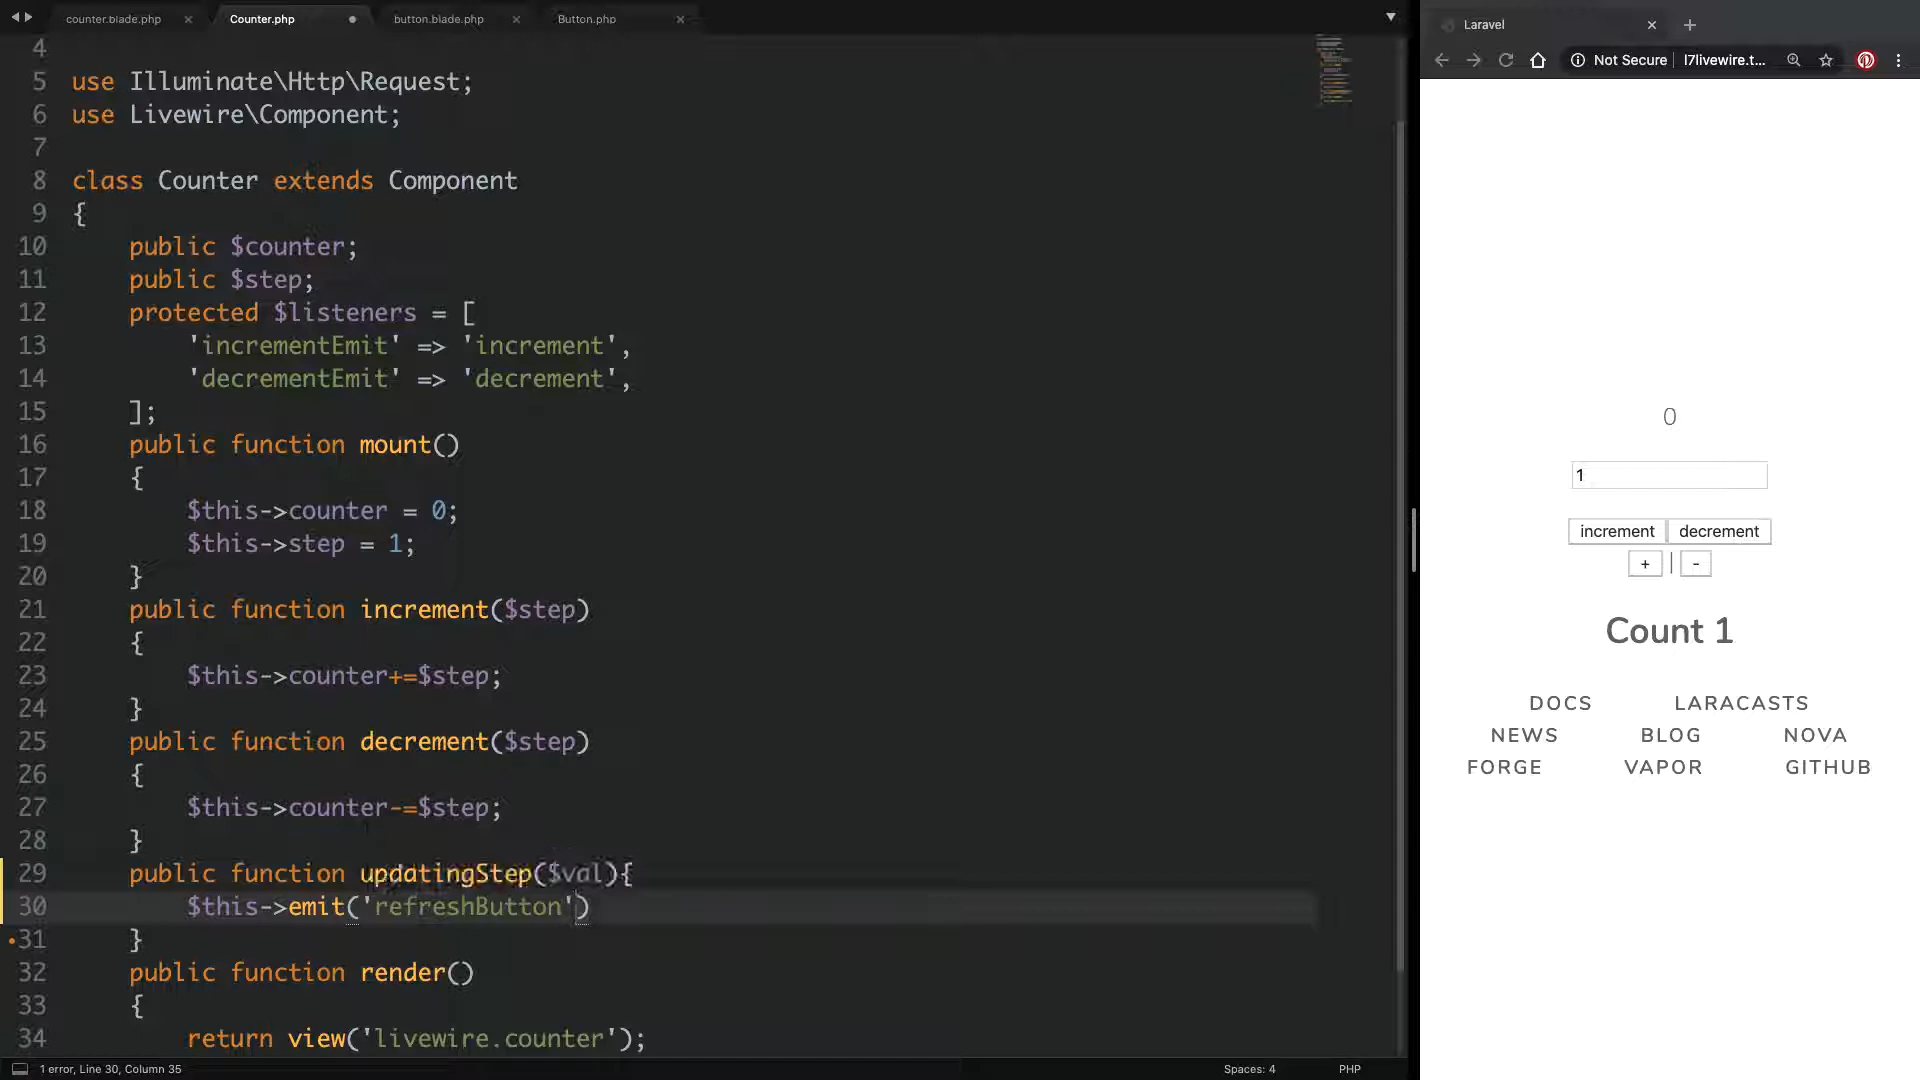 counter.blade.php
Counter.php
button.blade.php
Button.php
4
5 use Illuminate\Http\Request;
6 use Livewire\Component;
7
8 class Counter extends Component
9 {
10 public $counter;
11 public $step;
12 protected $listeners = [
13 'incrementEmit' => 'increment',
14 'decrementEmit' => 'decrement',
15 ];
16 public function mount()
17 {
18 $this->counter = 0;
19 $this->step = 1;
20 }
21 public function increment($step)
22 {
23 $this->counter+=$step;
24 }
25 public function decrement($step)
26 {
27 $this->counter-=$step;
28 }
29 public function updatingStep($val){
30 $this->emit('refreshButton')
31 }
32 public function render()
33 {
34 return view('livewire.counter');
1 error, Line 30, Column 35
Spaces: 4
PHP
Laravel
Not Secure | l7livewire.t...
0
1
increment decrement
+ | -
Count 1
DOCS LARACASTS
NEWS BLOG NOVA
FORGE VAPOR GITHUB